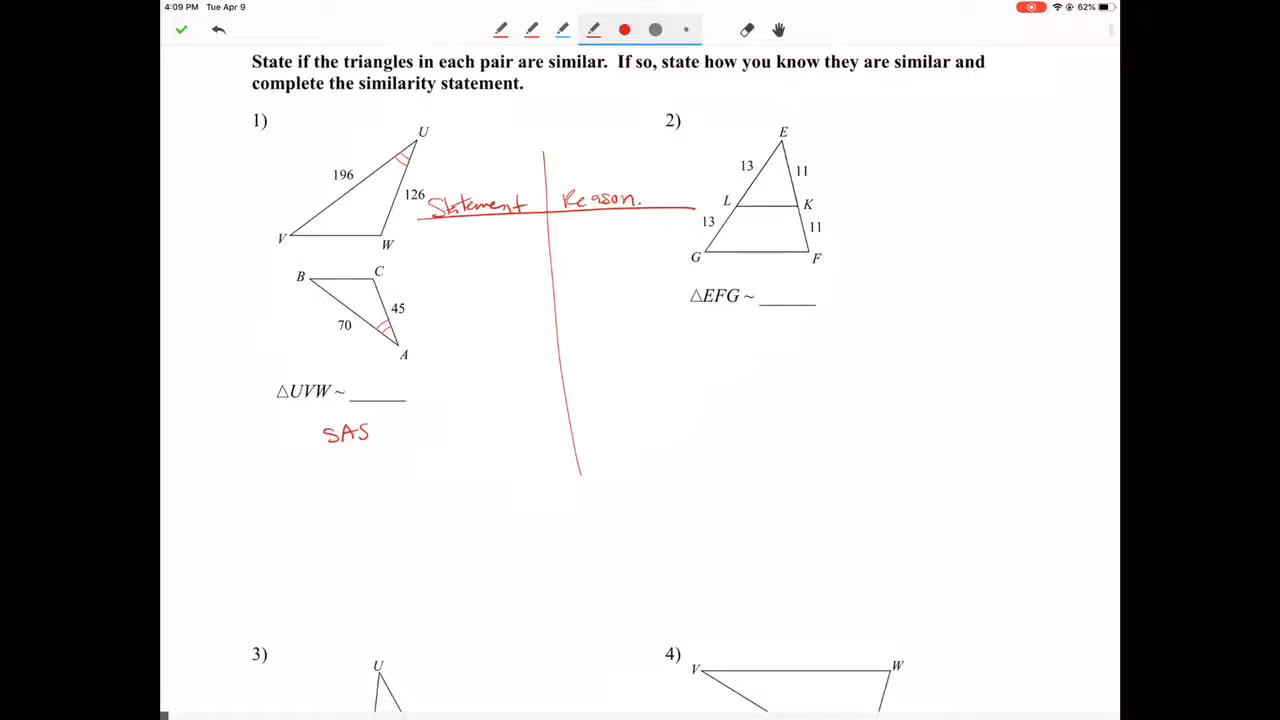 4:09 PM Tue Apr 9
62%
State if the triangles in each pair are similar. If so, state how you know they are similar and
complete the similarity statement.
1)
U
196
126
V
W
B
C
45
70
A
△UVW ~ ______
SAS
Statement
Reason.
2)
E
13
11
L
K
13
11
G
F
△EFG ~ ______
3)
U
4)
V
W